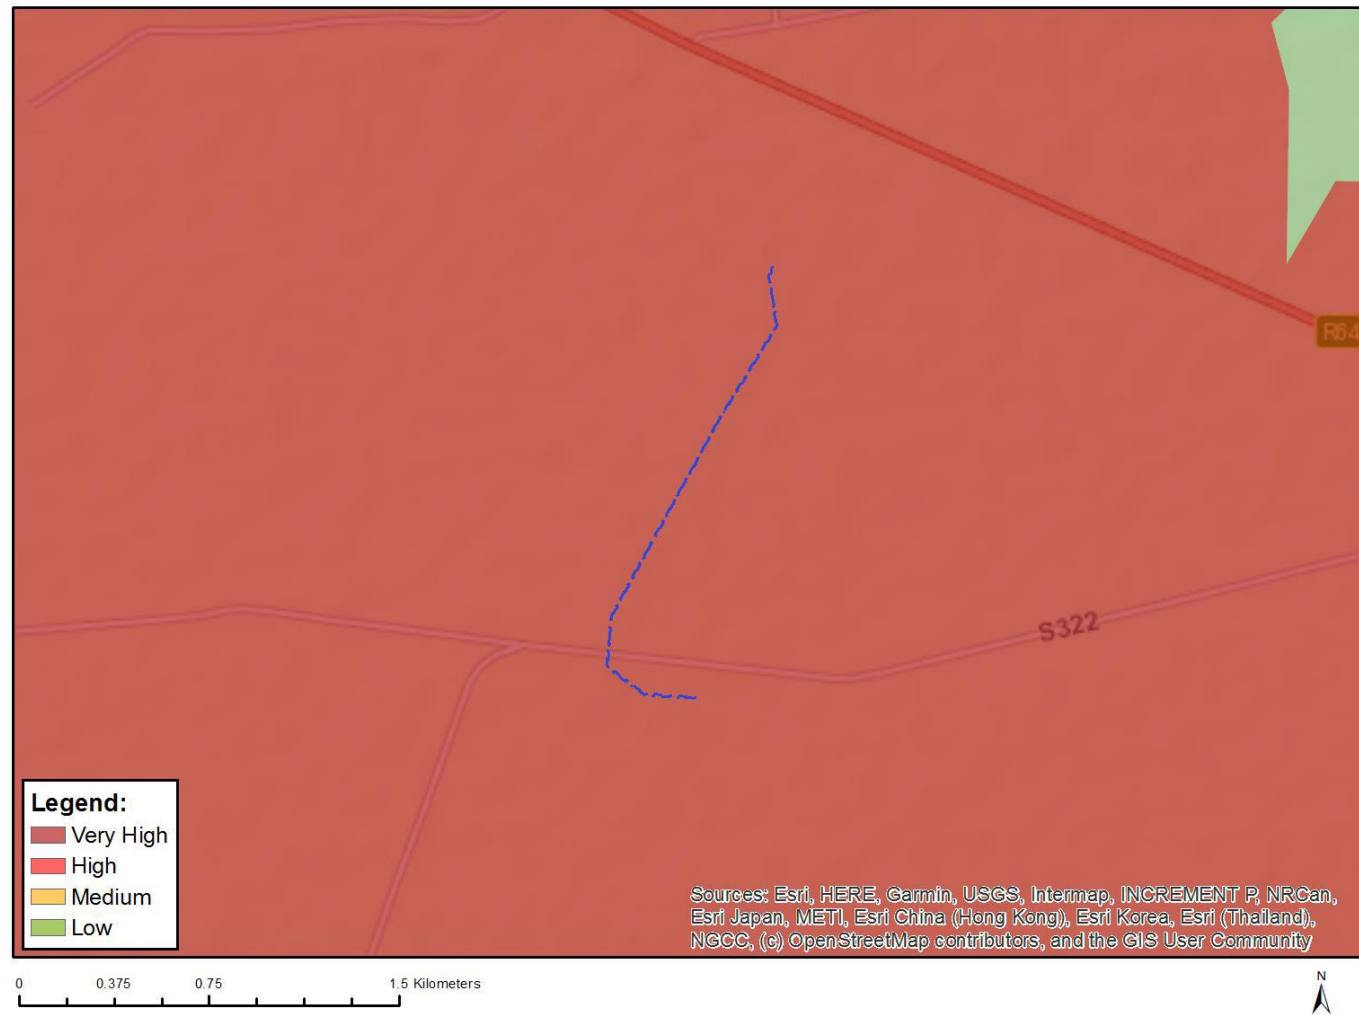 R64
S322
Legend:
Very High
High
Medium
Low
Sources: Esri, HERE, Garmin, USGS, Intermap, INCREMENT P, NRCan,
Esri Japan, METI, Esri China (Hong Kong), Esri Korea, Esri (Thailand),
NGCC, (c) OpenStreetMap contributors, and the GIS User Community
0 0.375 0.75 1.5 Kilometers
N